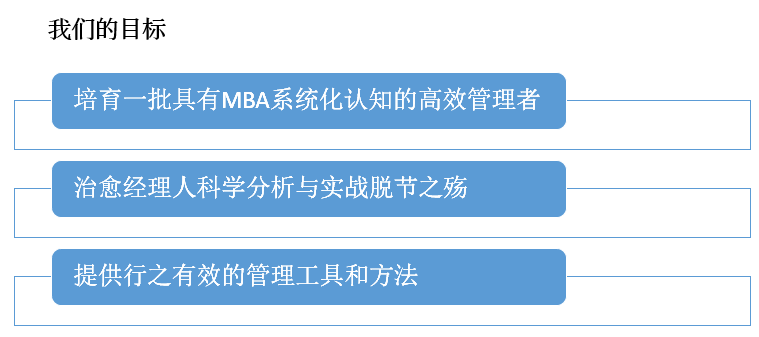 我们的目标
培育一批具有MBA系统化认知的高效管理者
治愈经理人科学分析与实战脱节之殇
提供行之有效的管理工具和方法